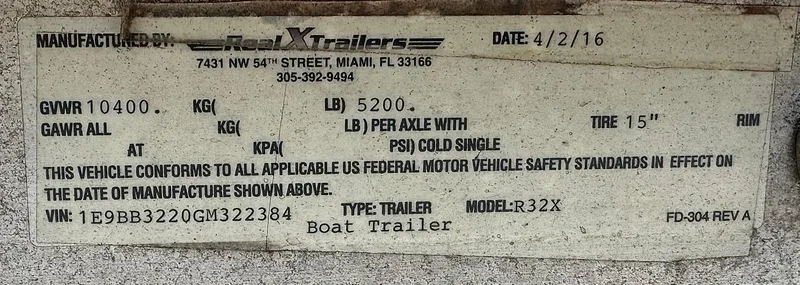 MANUFACTURED BY: Real X Trailers DATE: 4/2/16
7431 NW 54TH STREET, MIAMI, FL 33166
305-392-9494
GVWR 10400. KG( LB) 5200.
GAWR ALL KG( LB) PER AXLE WITH TIRE 15" RIM
AT KPA( PSI) COLD SINGLE
THIS VEHICLE CONFORMS TO ALL APPLICABLE US FEDERAL MOTOR VEHICLE SAFETY STANDARDS IN EFFECT ON
THE DATE OF MANUFACTURE SHOWN ABOVE.
VIN: 1E9BB3220GM322384 TYPE: TRAILER MODEL: R32X
Boat Trailer FD-304 REV A